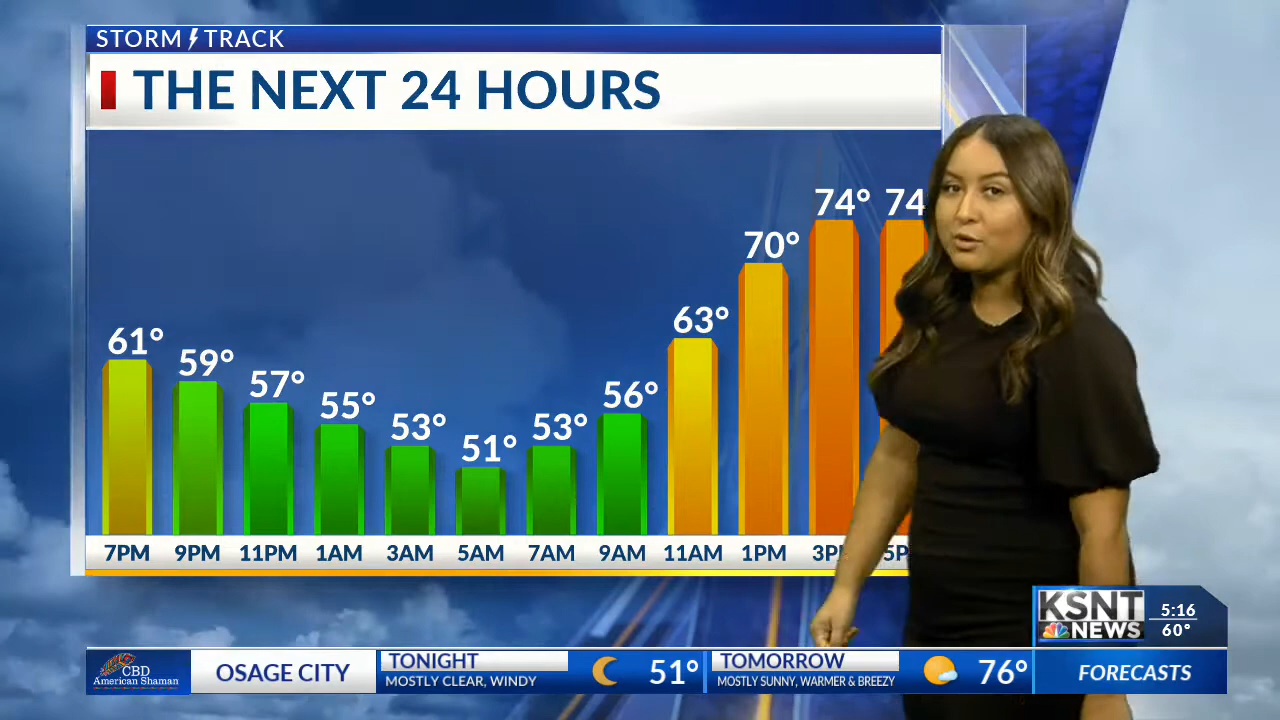 STORM TRACK
THE NEXT 24 HOURS
61° 59° 57° 55° 53° 51° 53° 56° 63° 70° 74° 74
7PM 9PM 11PM 1AM 3AM 5AM 7AM 9AM 11AM 1PM 3P 5P
KSNT
NEWS
5:16
60°
CBD
American Shaman
OSAGE CITY
TONIGHT
MOSTLY CLEAR, WINDY
51°
TOMORROW
MOSTLY SUNNY, WARMER & BREEZY
76°
FORECASTS